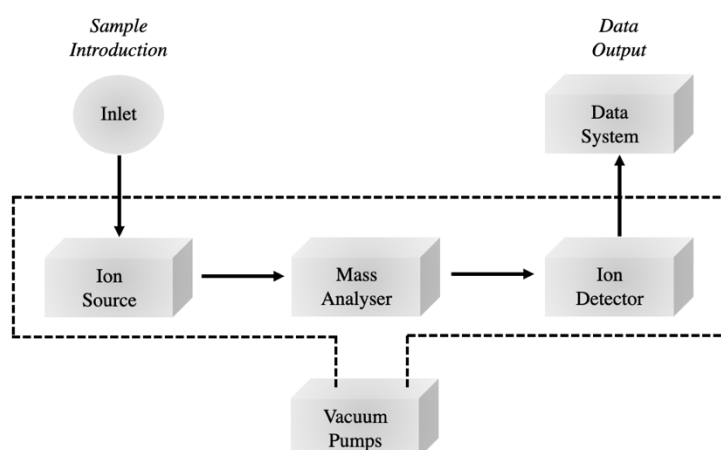 Sample
Introduction
Data
Output
Inlet
Data
System
Ion
Source
Mass
Analyser
Ion
Detector
Vacuum
Pumps